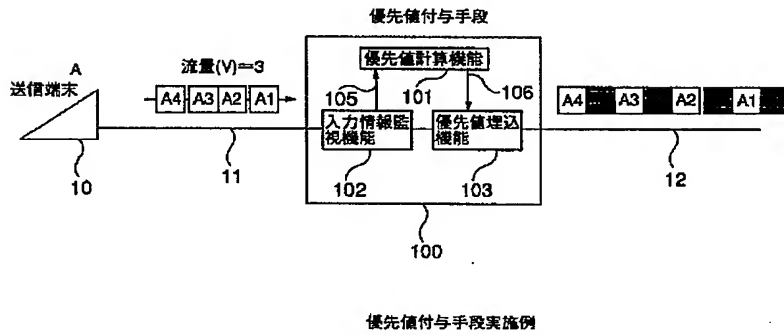 優先値付与手段
A
送信端末
流量(V)=3
A4 A3 A2 A1
優先値計算機能
105
101
106
入力情報監
視機能
優先値埋込
機能
A4 A3 A2 A1
10
11
102
103
12
100
優先値付与手段実施例